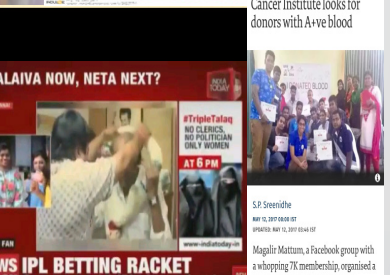 ALAIVA NOW, NETA NEXT?
INDIA
TODAY
#TripleTalaq
NO CLERICS,
NO POLITICIAN
ONLY WOMEN
AT 6 PM
FAN
www-indiatoday-in
WS IPL BETTING RACKET
Cancer Institute looks for
donors with A+ve blood
S.P. Sreenidhe
MAY 12, 2017 00:00 IST
UPDATED: MAY 12, 2017 03:46 IST
Magalir Mattum, a Facebook group with
a whopping 7K membership, organised a